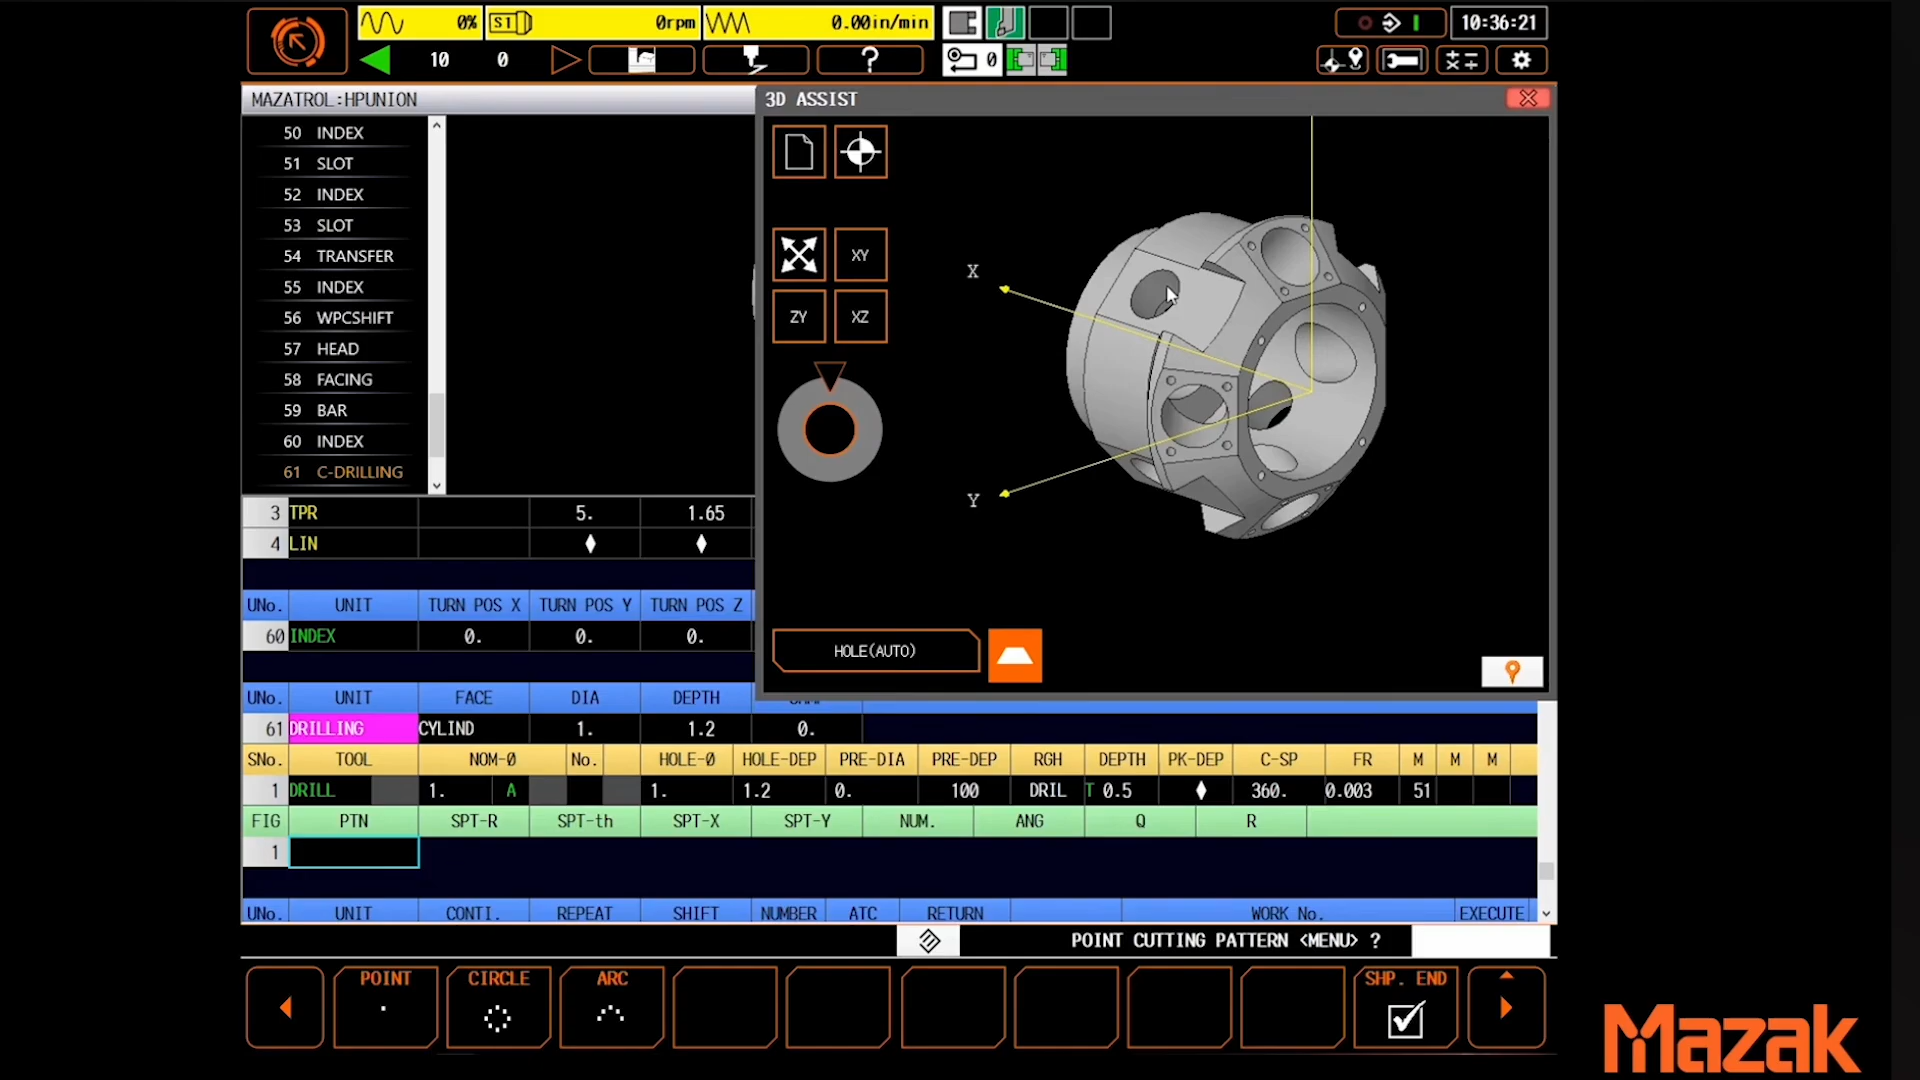 0% S1 0rpm 0.00in/min 10:36:21
10 0 ? 0
MAZATROL:HPUNION
3D ASSIST
50 INDEX
51 SLOT
52 INDEX
53 SLOT
54 TRANSFER
55 INDEX
56 WPCSHIFT
57 HEAD
58 FACING
59 BAR
60 INDEX
61 C-DRILLING
XY
ZY XZ
X
Y
HOLE(AUTO)
3 TPR 5. 1.65
4 LIN ♦ ♦
UNo. UNIT TURN POS X TURN POS Y TURN POS Z
60 INDEX 0. 0. 0.
UNo. UNIT FACE DIA DEPTH
61 DRILLING CYLIND 1. 1.2 0.
SNo. TOOL NOM-Ø No. HOLE-Ø HOLE-DEP PRE-DIA PRE-DEP RGH DEPTH PK-DEP C-SP FR M M M
1 DRILL 1. A 1. 1.2 0. 100 DRIL T 0.5 ♦ 360. 0.003 51
FIG PTN SPT-R SPT-th SPT-X SPT-Y NUM. ANG Q R
1
UNo. UNIT CONTI. REPEAT SHIFT NUMBER ATC RETURN WORK No. EXECUTE
POINT CUTTING PATTERN <MENU> ?
POINT CIRCLE ARC SHP. END
Mazak